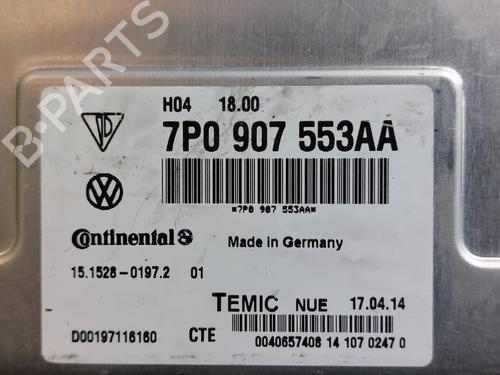 H04 18.00
7P0 907 553AA
*7P0 907 553AA*
Continental
Made in Germany
15.1528-0197.2 01
TEMIC NUE 17.04.14
D00197116160 CTE
0040657408 14 107 0247 0
B-PARTS